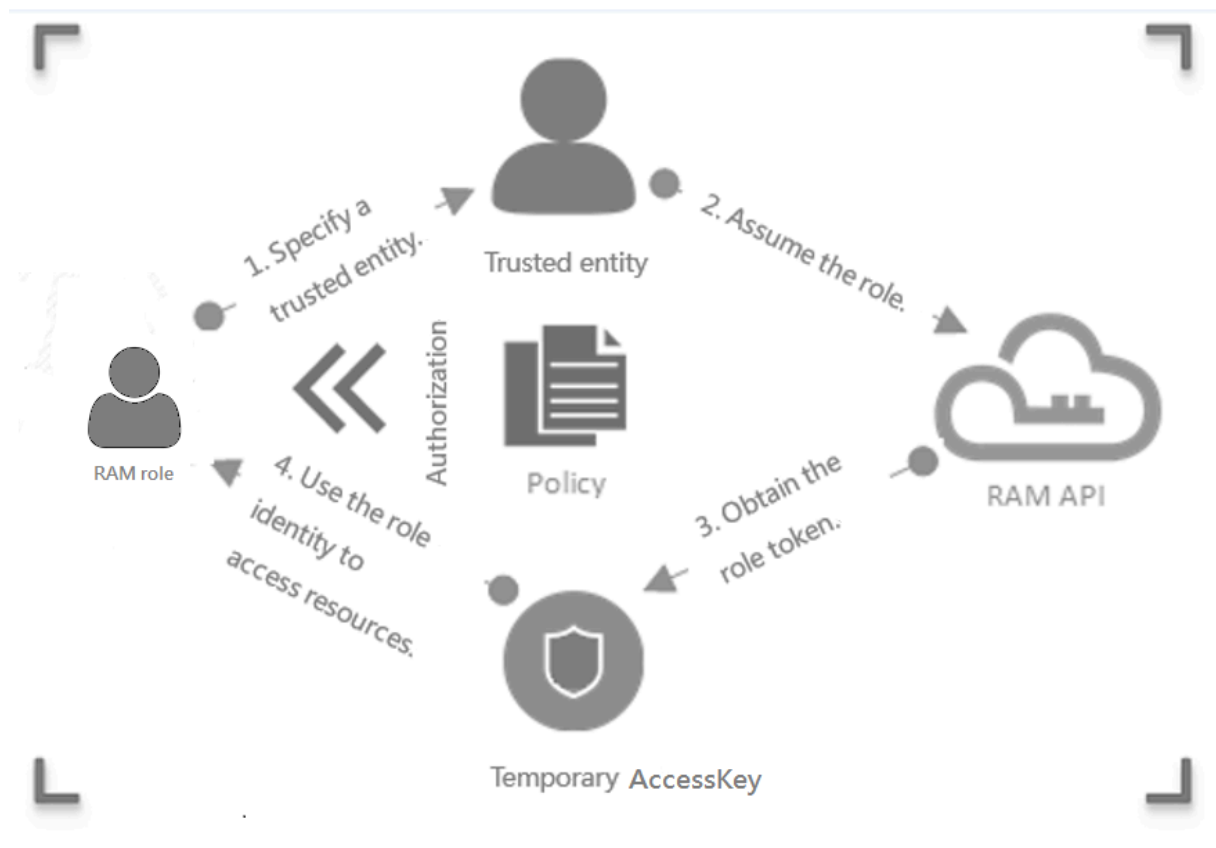 1. Specify a
trusted entity.
Trusted entity
2. Assume the role.
Authorization
Policy
RAM role
RAM API
4. Use the role
identity to
access resources.
3. Obtain the
role token.
Temporary AccessKey